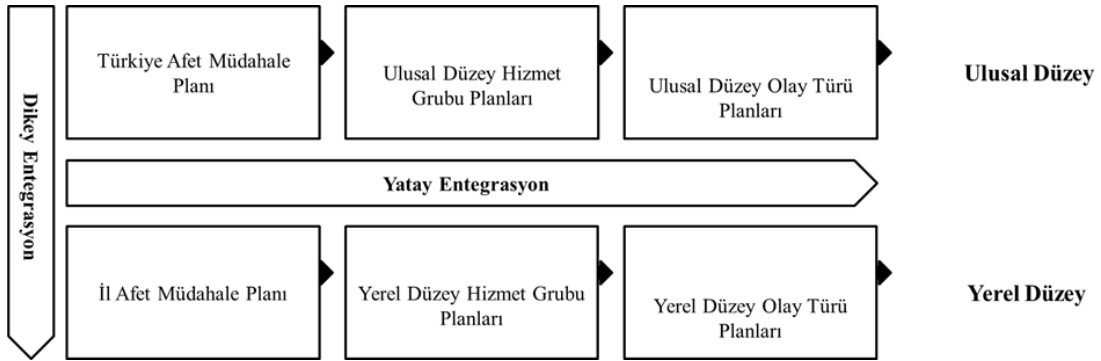 Dikey Entegrasyon
Türkiye Afet Müdahale
Planı
Ulusal Düzey Hizmet
Grubu Planları
Ulusal Düzey Olay Türü
Planları
Ulusal Düzey
Yatay Entegrasyon
İl Afet Müdahale Planı
Yerel Düzey Hizmet Grubu
Planları
Yerel Düzey Olay Türü
Planları
Yerel Düzey